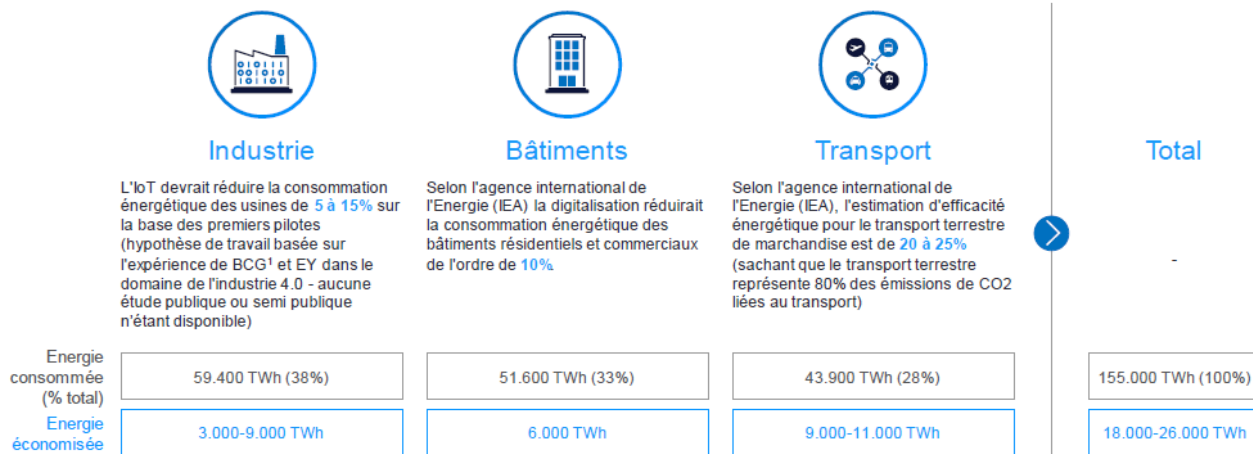 Industrie
L'IoT devrait réduire la consommation
énergétique des usines de 5 à 15% sur
la base des premiers pilotes
(hypothèse de travail basée sur
l'expérience de BCG¹ et EY dans le
domaine de l'industrie 4.0 - aucune
étude publique ou semi publique
n'étant disponible)
Bâtiments
Selon l'agence international de
l'Energie (IEA) la digitalisation réduirait
la consommation énergétique des
bâtiments résidentiels et commerciaux
de l'ordre de 10%
Transport
Selon l'agence international de
l'Energie (IEA), l'estimation d'efficacité
énergétique pour le transport terrestre
de marchandise est de 20 à 25%
(sachant que le transport terrestre
représente 80% des émissions de CO2
liées au transport)
Total
-
Energie
consommée
(% total)
59.400 TWh (38%)
51.600 TWh (33%)
43.900 TWh (28%)
155.000 TWh (100%)
Energie
économisée
3.000-9.000 TWh
6.000 TWh
9.000-11.000 TWh
18.000-26.000 TWh